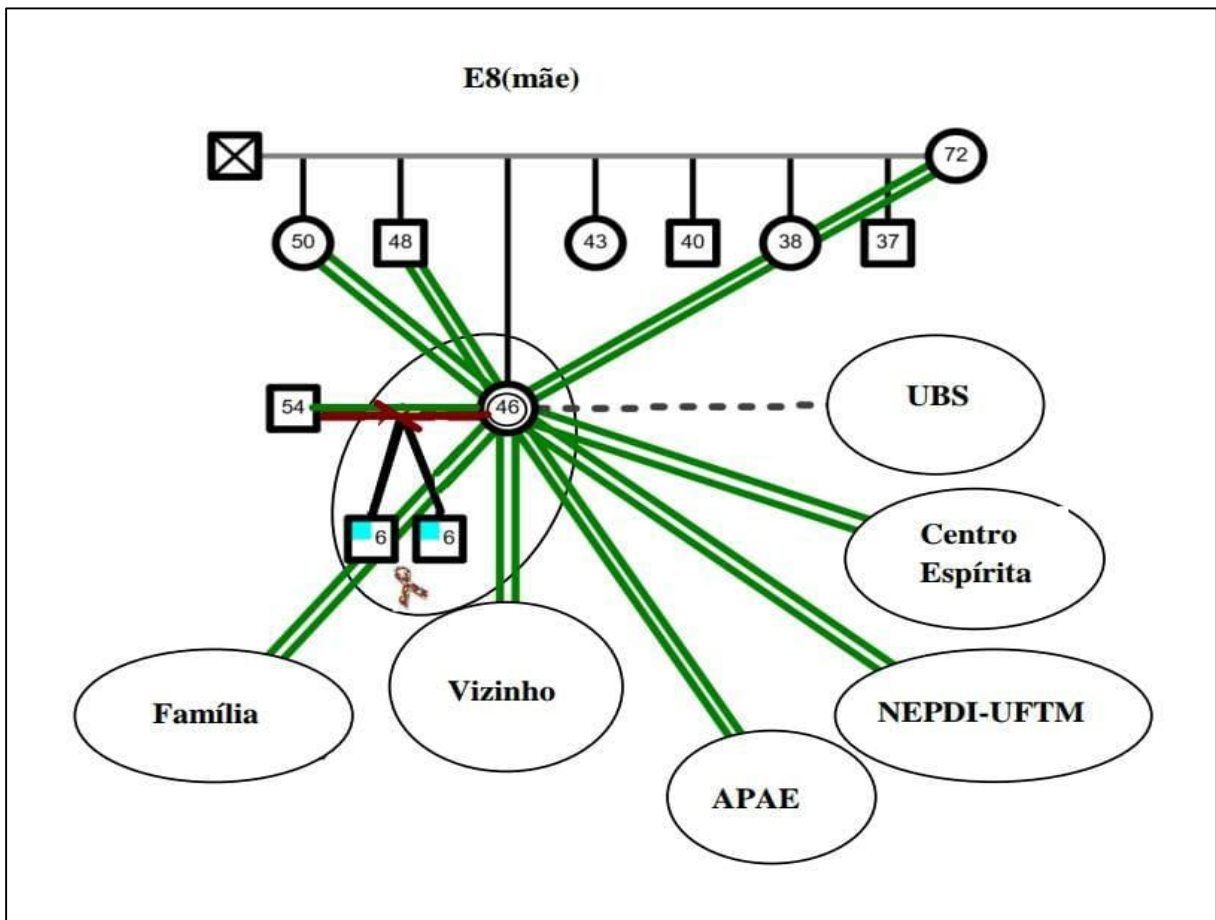 E8(mãe)
72
50
48
43
40
38
37
54
46
UBS
6
6
Centro
Espírita
Família
Vizinho
NEPDI-UFTM
APAE